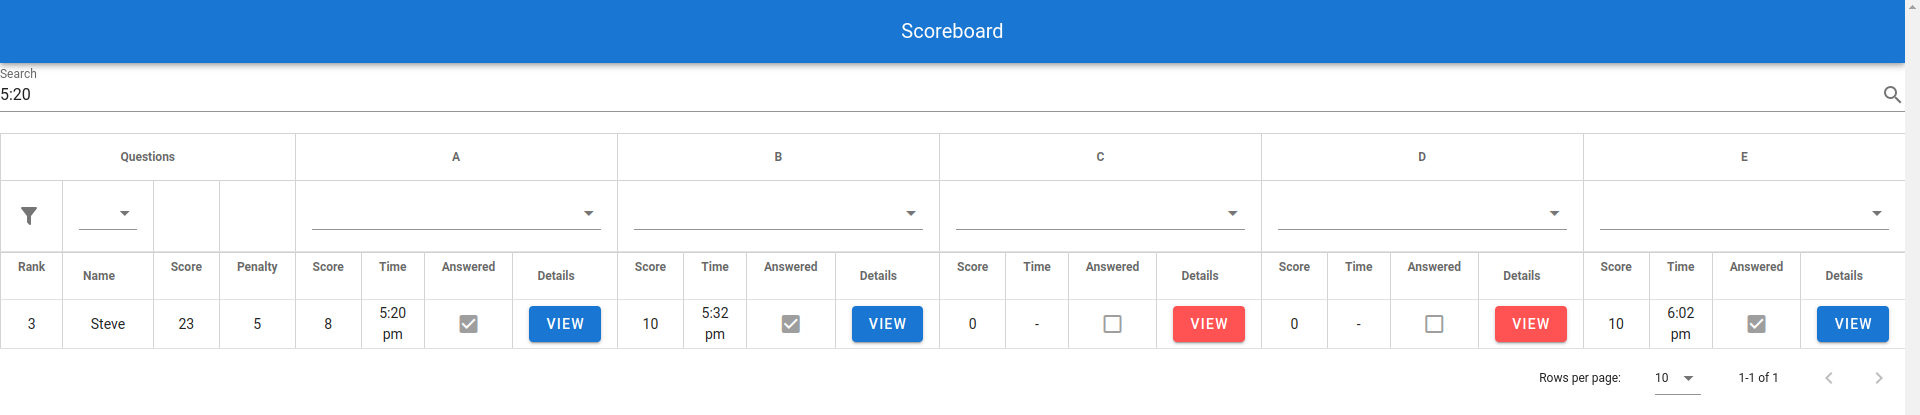 Scoreboard
Search
5:20
Questions A B C D E
Rank Name Score Penalty Score Time Answered Details Score Time Answered Details Score Time Answered Details Score Time Answered Details Score Time Answered Details
3 Steve 23 5 8 5:20 pm VIEW 10 5:32 pm VIEW 0 - VIEW 0 - VIEW 10 6:02 pm VIEW
Rows per page: 10 1-1 of 1